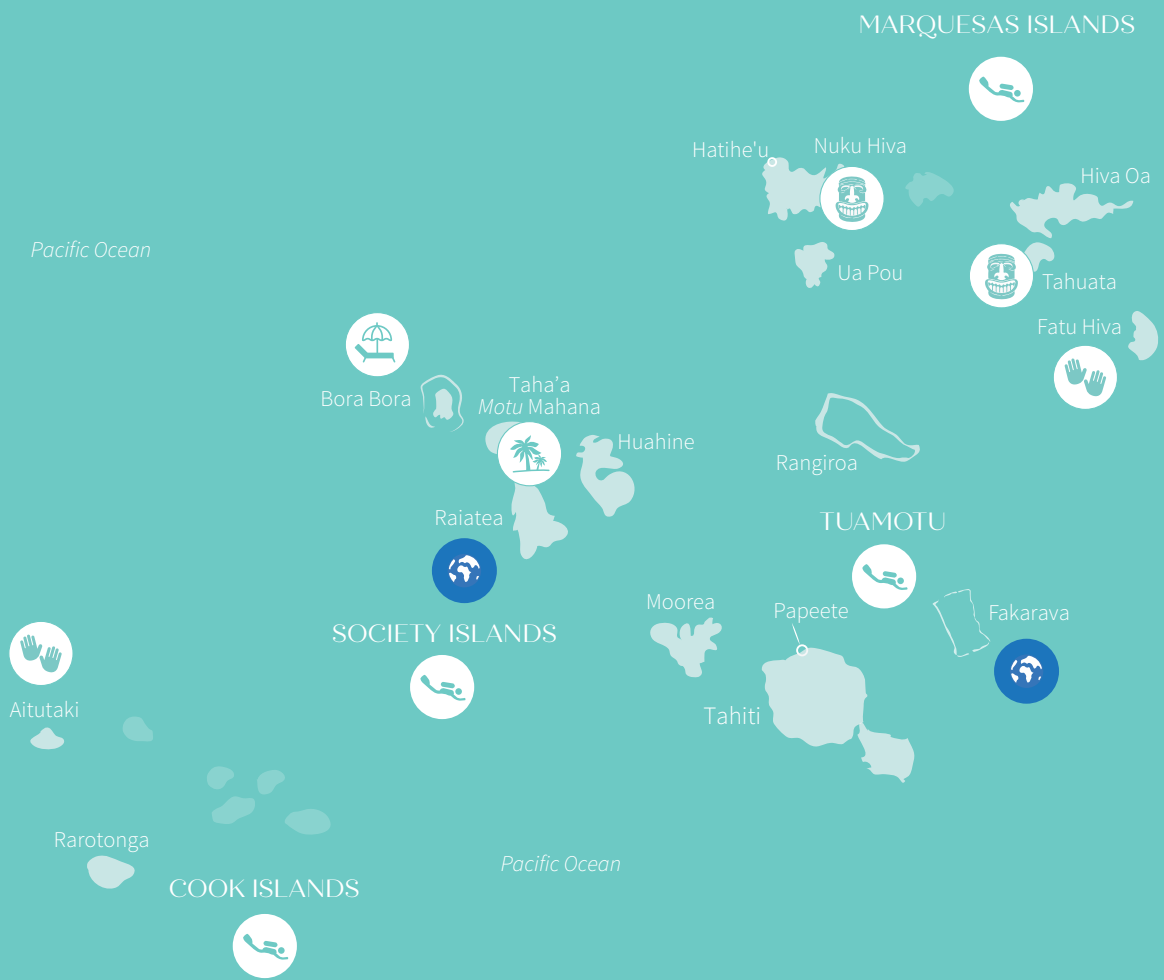 MARQUESAS ISLANDS
Hatihe'u
Nuku Hiva
Hiva Oa
Pacific Ocean
Ua Pou
Tahuata
Fatu Hiva
Bora Bora
Taha’a
Motu Mahana
Huahine
Rangiroa
Raiatea
TUAMOTU
Moorea
Papeete
Fakarava
SOCIETY ISLANDS
Aitutaki
Tahiti
Rarotonga
Pacific Ocean
COOK ISLANDS